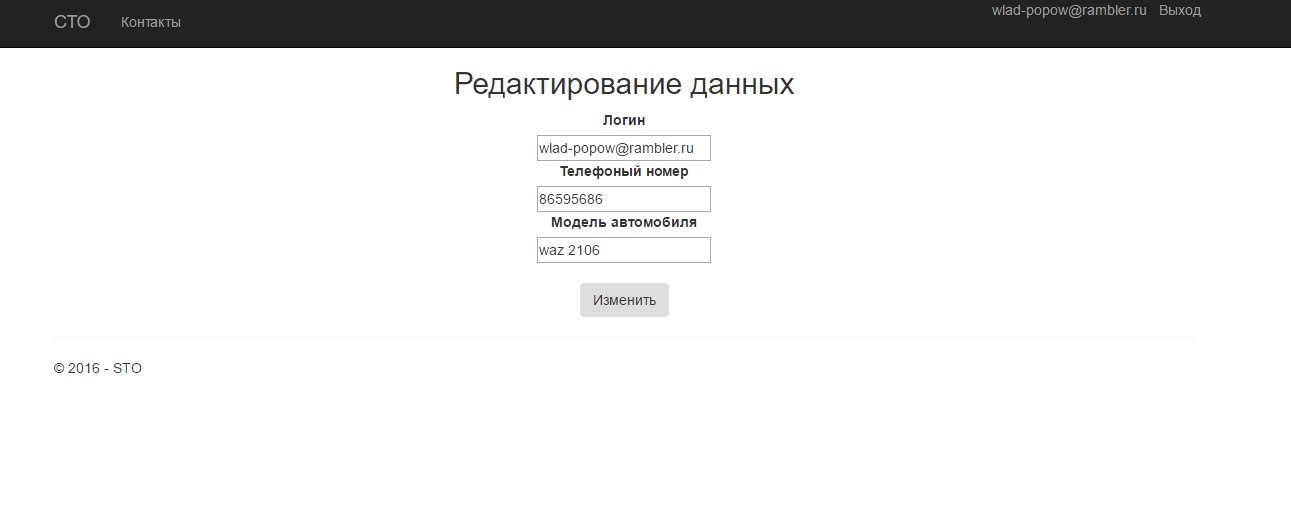 СТО Контакты wlad-popow@rambler.ru Выход
Редактирование данных
Логин
wlad-popow@rambler.ru
Телефоный номер
86595686
Модель автомобиля
waz 2106
Изменить
© 2016 - STO